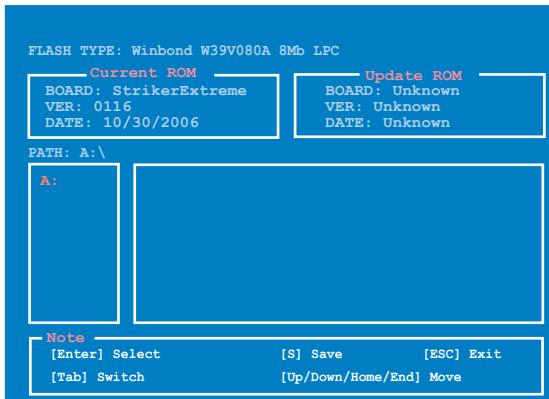 FLASH TYPE: Winbond W39V080A 8Mb LPC
Current ROM
BOARD: StrikerExtreme
VER: 0116
DATE: 10/30/2006
Update ROM
BOARD: Unknown
VER: Unknown
DATE: Unknown
PATH: A:\
A:
Note
[Enter] Select [S] Save [ESC] Exit
[Tab] Switch [Up/Down/Home/End] Move